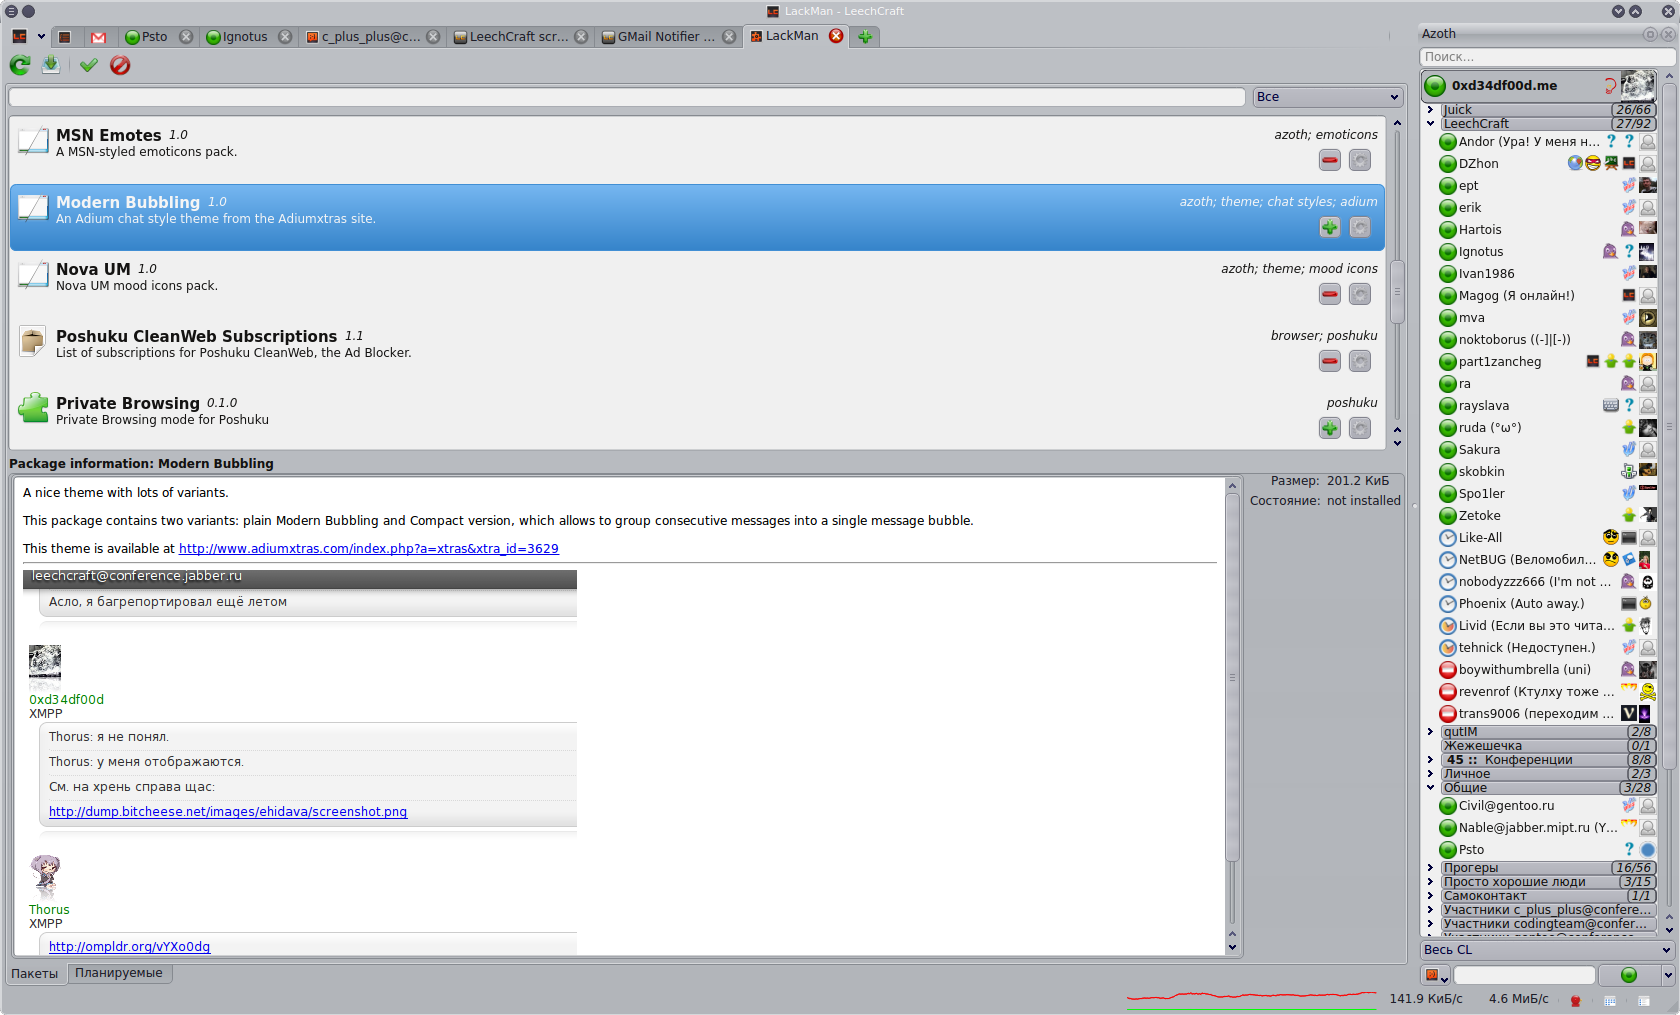 LackMan - LeechCraft
Psto
Ignotus
c_plus_plus@c...
LeechCraft scr...
GMail Notifier ...
LackMan
Все
MSN Emotes 1.0
azoth; emoticons
A MSN-styled emoticons pack.
Modern Bubbling 1.0
azoth; theme; chat styles; adium
An Adium chat style theme from the Adiumxtras site.
Nova UM 1.0
azoth; theme; mood icons
Nova UM mood icons pack.
Poshuku CleanWeb Subscriptions 1.1
browser; poshuku
List of subscriptions for Poshuku CleanWeb, the Ad Blocker.
Private Browsing 0.1.0
poshuku
Private Browsing mode for Poshuku
Package information: Modern Bubbling
A nice theme with lots of variants.
This package contains two variants: plain Modern Bubbling and Compact version, which allows to group consecutive messages into a single message bubble.
This theme is available at http://www.adiumxtras.com/index.php?a=xtras&xtra_id=3629
leechcraft@conference.jabber.ru
Асло, я багрепортировал ещё летом
0xd34df00d
XMPP
Thorus: я не понял.
Thorus: у меня отображаются.
См. на хрень справа щас:
http://dump.bitcheese.net/images/ehidava/screenshot.png
Thorus
XMPP
http://ompldr.org/vYXo0dg
Размер: 201.2 КиБ
Состояние: not installed
Пакеты
Планируемые
Azoth
Поиск...
0xd34df00d.me
Juick 26/66
LeechCraft 27/92
Andor (Ура! У меня н...
DZhon
ept
erik
Hartois
Ignotus
Ivan1986
Magog (Я онлайн!)
mva
noktoborus ((-]|[-))
part1zancheg
ra
rayslava
ruda (°ω°)
Sakura
skobkin
Spo1ler
Zetoke
Like-All
NetBUG (Веломобил...
nobodyzzz666 (I'm not ...
Phoenix (Auto away.)
Livid (Если вы это чита...
tehnick (Недоступен.)
boywithumbrella (uni)
revenrof (Ктулху тоже ...
trans9006 (переходим ...
qutIM 2/8
Жежешечка 0/1
45 :: Конференции 8/8
Личное 2/3
Общие 3/28
Civil@gentoo.ru
Nable@jabber.mipt.ru (Y...
Psto
Прогеры 16/56
Просто хорошие люди 3/15
Самоконтакт 1/1
Участники c_plus_plus@confere...
Участники codingteam@confer...
Весь CL
141.9 КиБ/с
4.6 МиБ/с